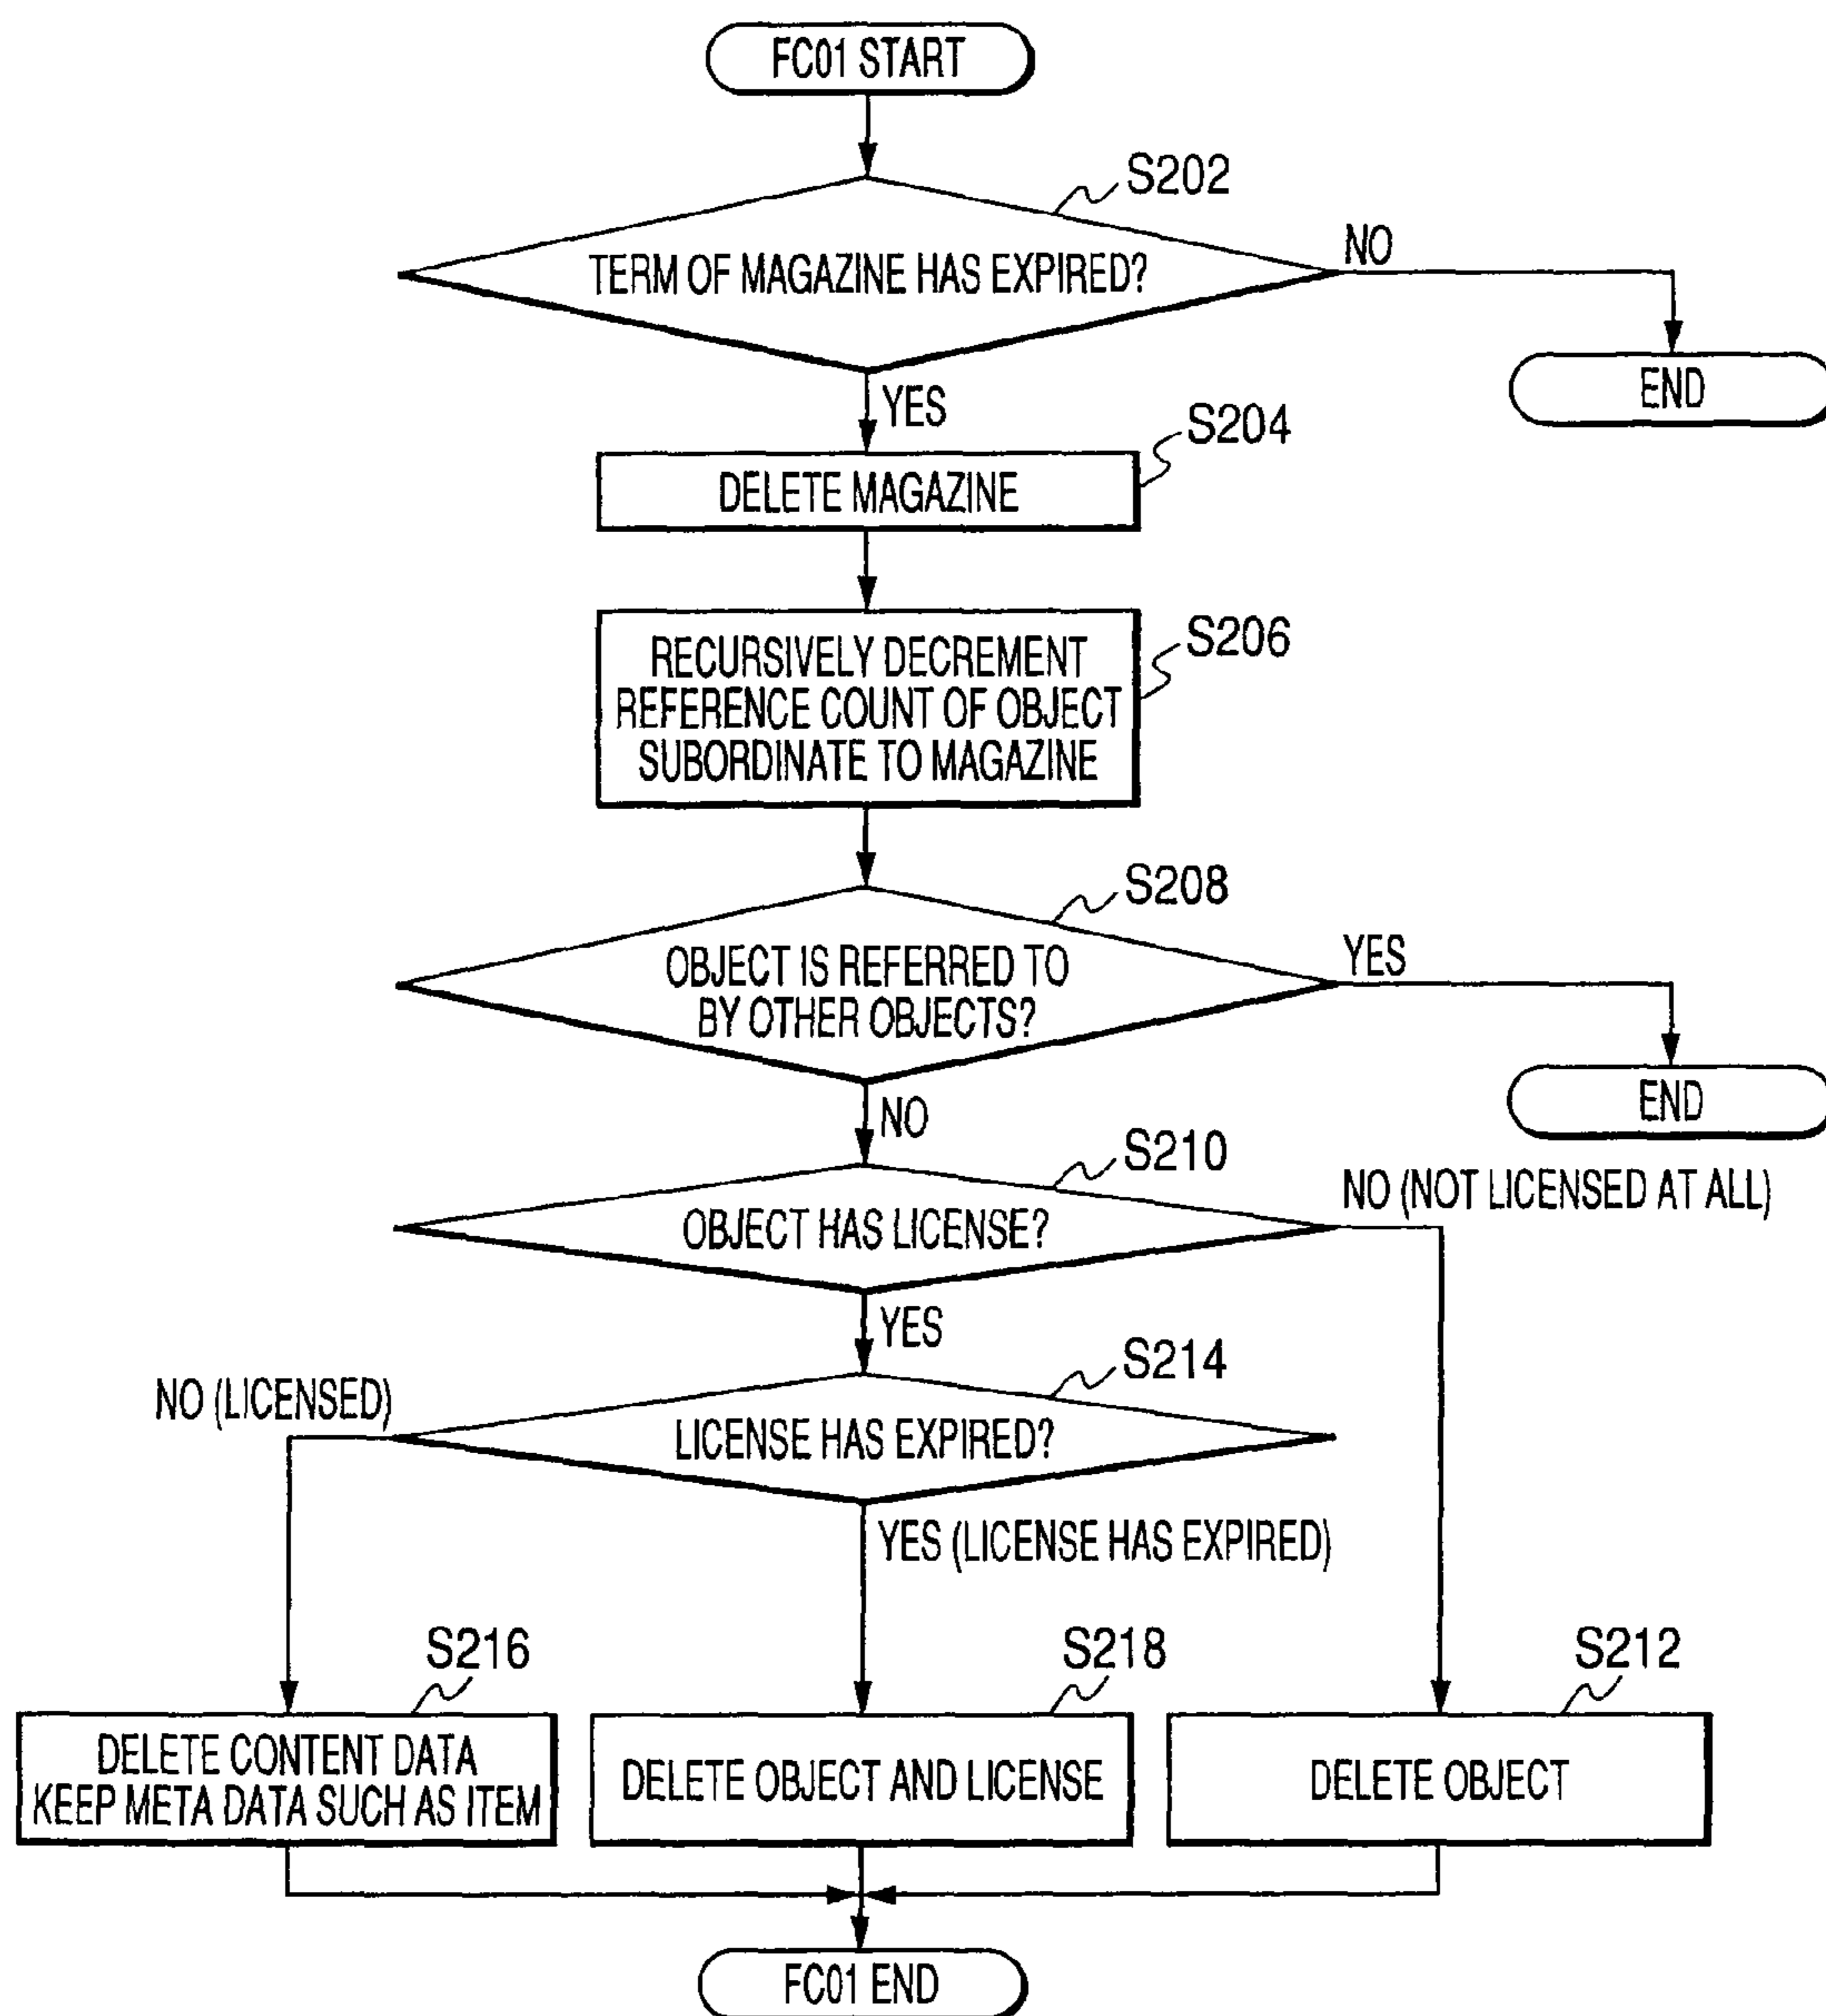 FC01 START
S202
TERM OF MAGAZINE HAS EXPIRED?
NO
END
YES
S204
DELETE MAGAZINE
S206
RECURSIVELY DECREMENT
REFERENCE COUNT OF OBJECT
SUBORDINATE TO MAGAZINE
S208
OBJECT IS REFERRED TO
BY OTHER OBJECTS?
YES
END
NO
S210
OBJECT HAS LICENSE?
NO (NOT LICENSED AT ALL)
YES
S214
LICENSE HAS EXPIRED?
NO (LICENSED)
YES (LICENSE HAS EXPIRED)
S216
DELETE CONTENT DATA
KEEP META DATA SUCH AS ITEM
S218
DELETE OBJECT AND LICENSE
S212
DELETE OBJECT
FC01 END